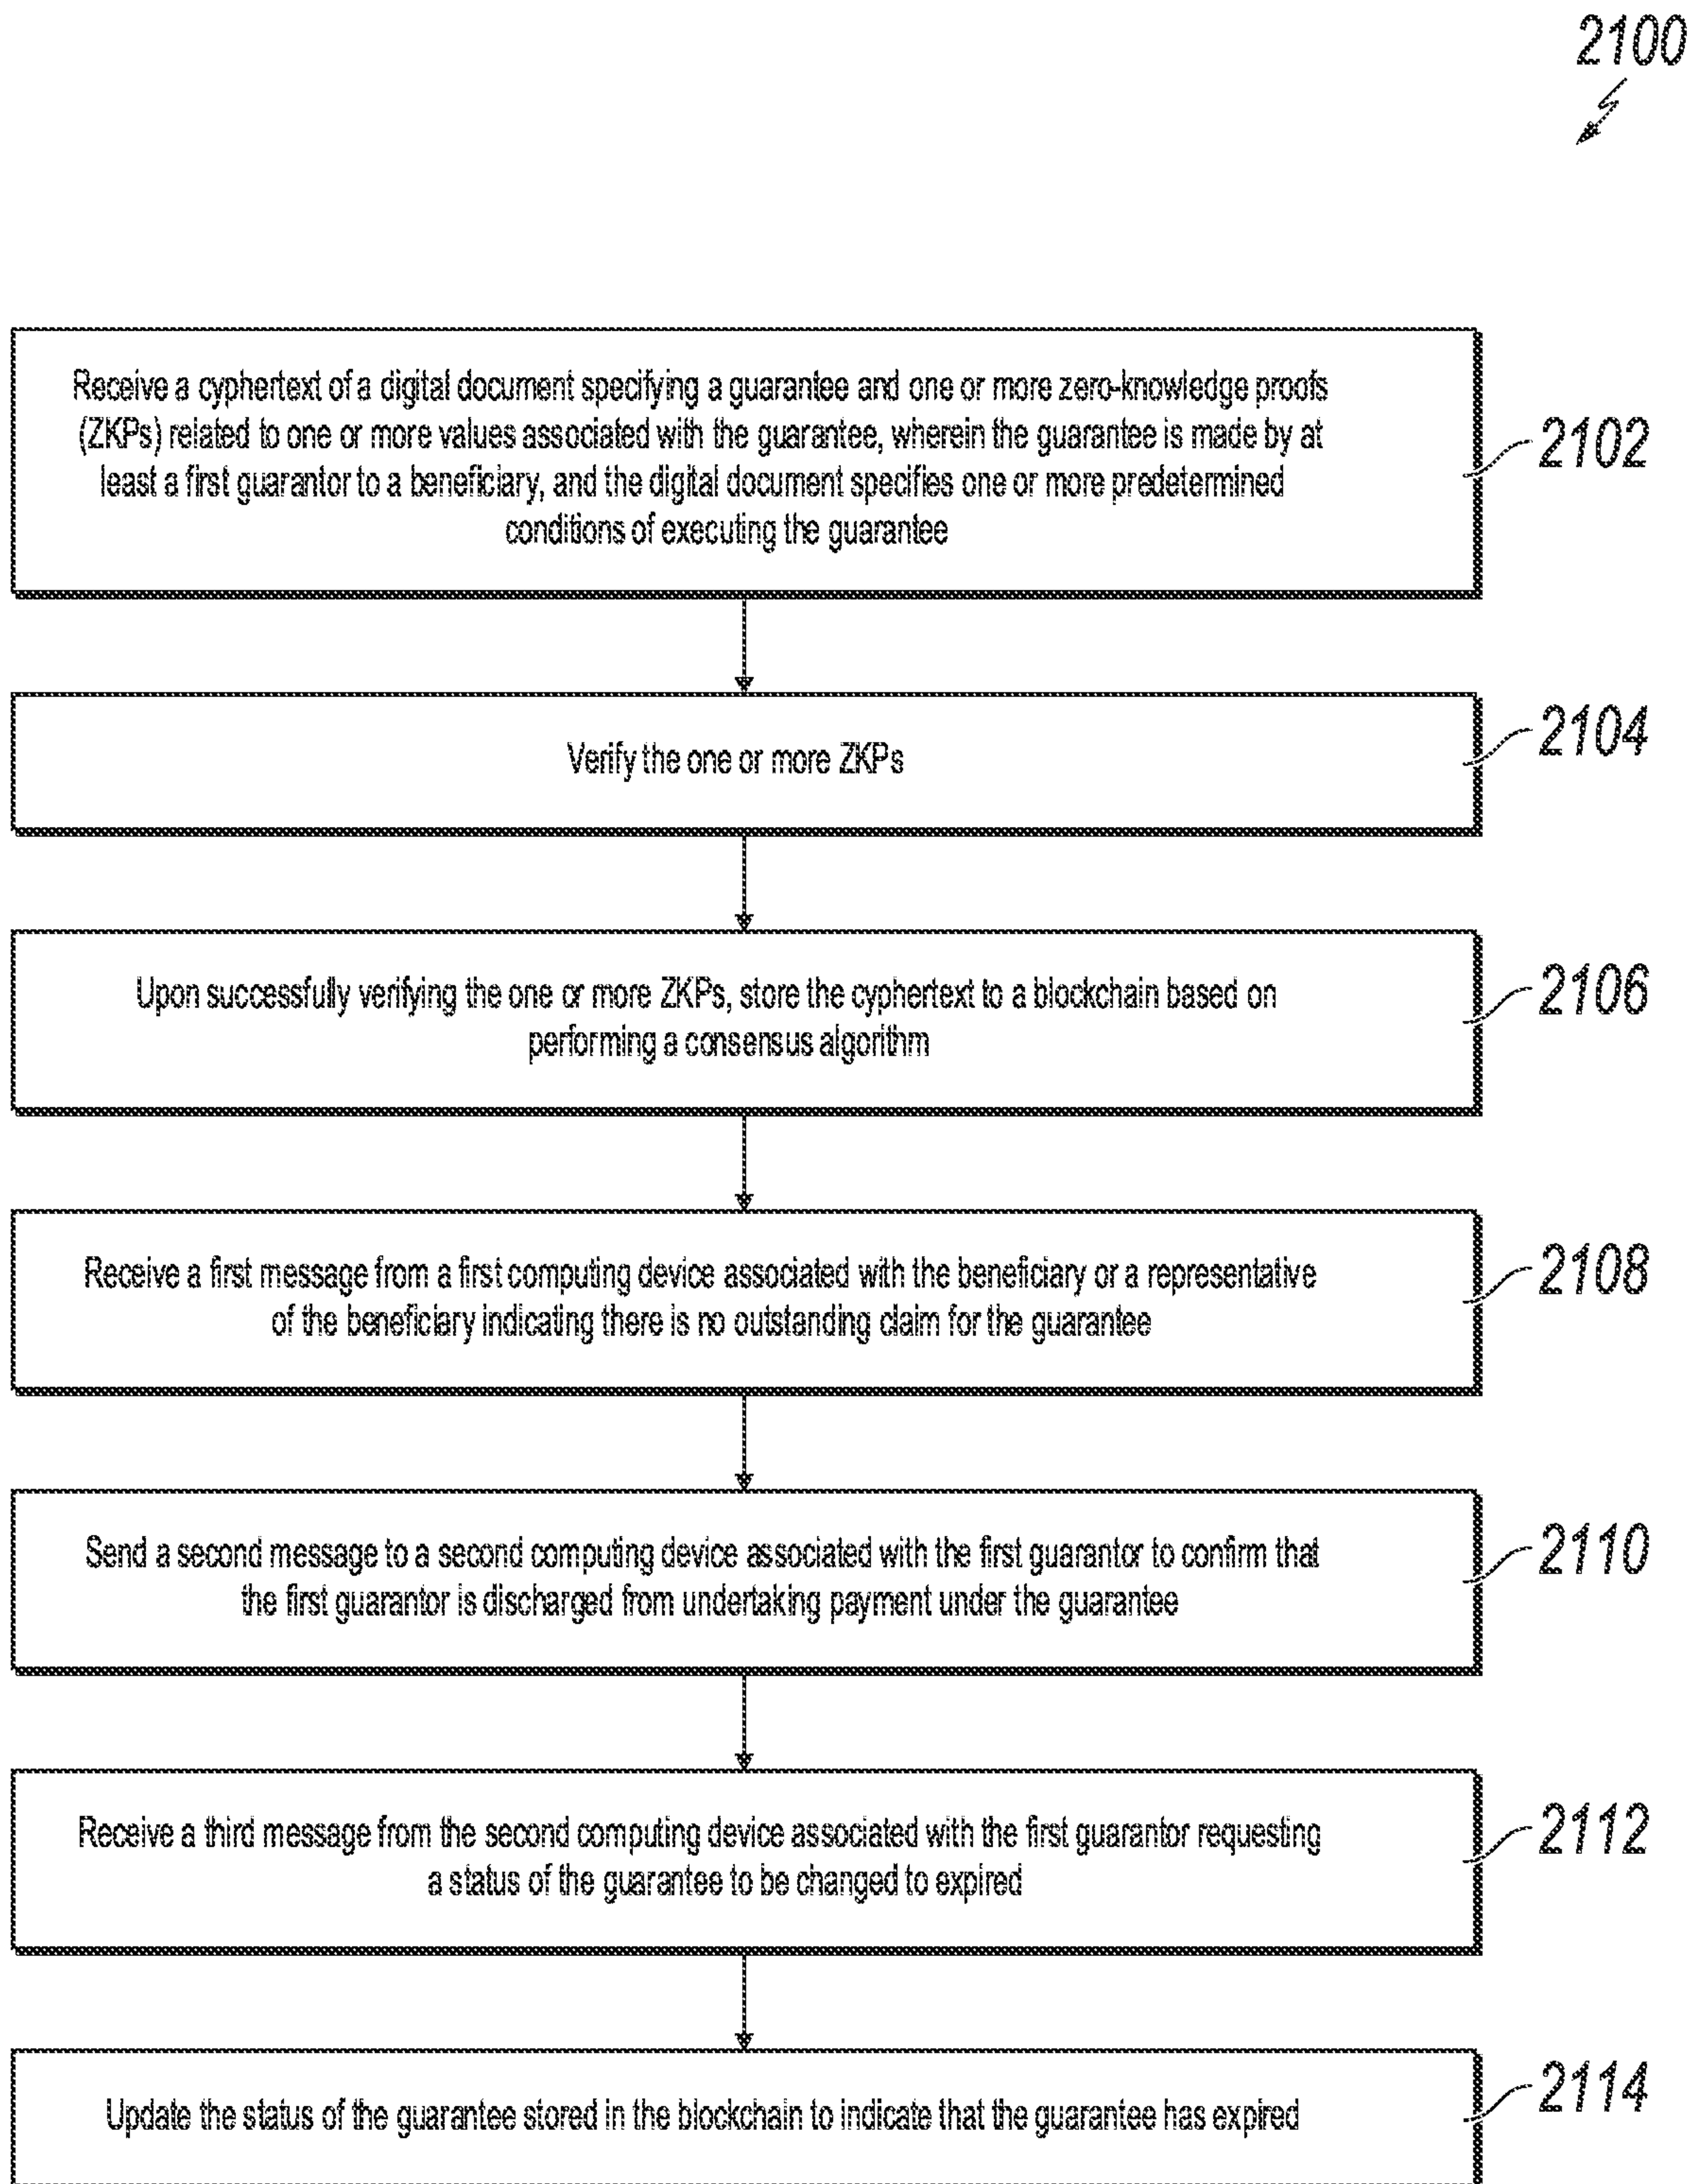 2100
Receive a cyphertext of a digital document specifying a guarantee and one or more zero-knowledge proofs
(ZKPs) related to one or more values associated with the guarantee, wherein the guarantee is made by at
least a first guarantor to a beneficiary, and the digital document specifies one or more predetermined
conditions of executing the guarantee
2102
Verify the one or more ZKPs
2104
Upon successfully verifying the one or more ZKPs, store the cyphertext to a blockchain based on
performing a consensus algorithm
2106
Receive a first message from a first computing device associated with the beneficiary or a representative
of the beneficiary indicating there is no outstanding claim for the guarantee
2108
Send a second message to a second computing device associated with the first guarantor to confirm that
the first guarantor is discharged from undertaking payment under the guarantee
2110
Receive a third message from the second computing device associated with the first guarantor requesting
a status of the guarantee to be changed to expired
2112
Update the status of the guarantee stored in the blockchain to indicate that the guarantee has expired
2114